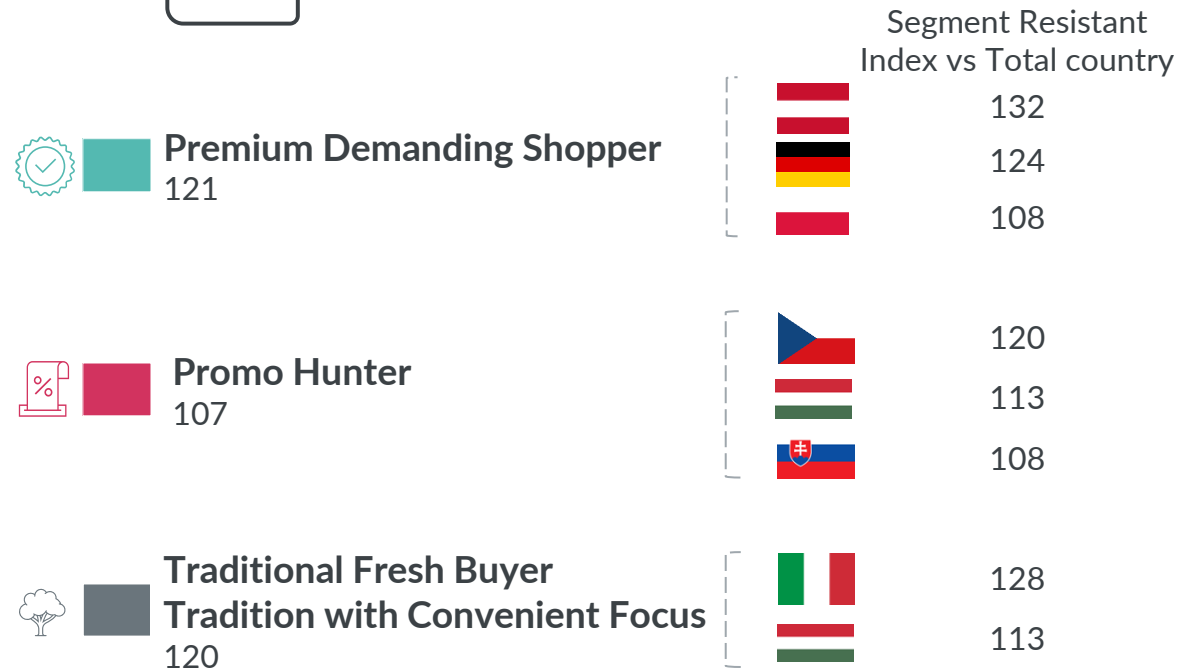 Segment Resistant
Index vs Total country
Premium Demanding Shopper
121
132
124
108
Promo Hunter
107
120
113
108
Traditional Fresh Buyer
Tradition with Convenient Focus
120
128
113